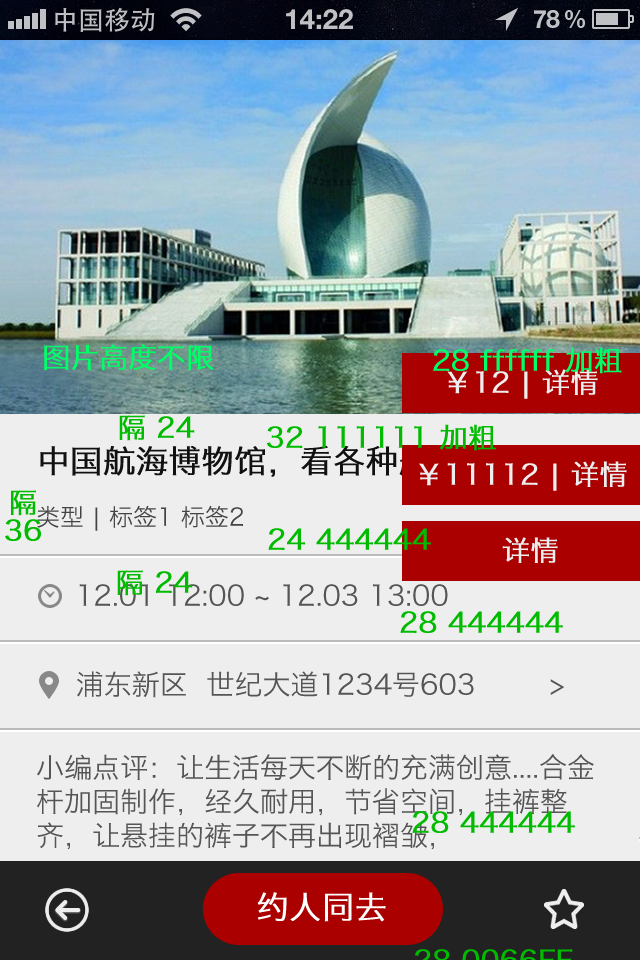 中国移动 14:22 78%
图片高度不限
28 ffffff 加粗
￥12 | 详情
隔 24
32 111111 加粗
中国航海博物馆，看各种
￥11112 | 详情
隔
36
类型 | 标签1 标签2
24 444444
详情
隔 24
12.01 12:00 ~ 12.03 13:00
28 444444
浦东新区 世纪大道1234号603 >
小编点评：让生活每天不断的充满创意....合金
杆加固制作，经久耐用，节省空间，挂裤整
28 444444
齐，让悬挂的裤子不再出现褶皱，
约人同去
28 0066FF